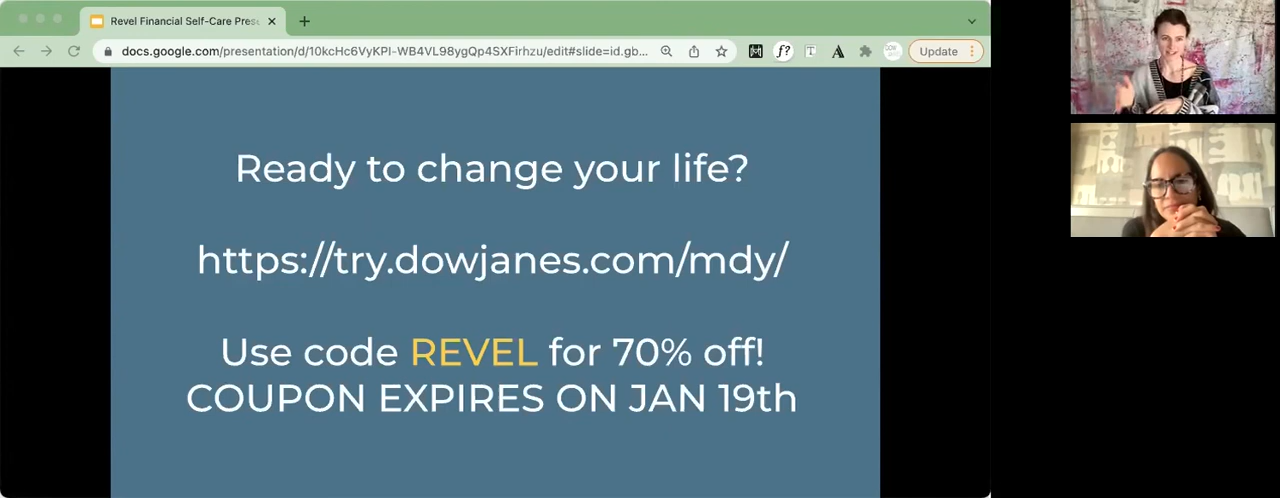 Revel Financial Self-Care Pres
docs.google.com/presentation/d/10kcHc6VyKPI-WB4VL98ygQp4SXFirhzu/edit#slide=id.gb...
Update
Ready to change your life?
https://try.dowjanes.com/mdy/
Use code REVEL for 70% off!
COUPON EXPIRES ON JAN 19th